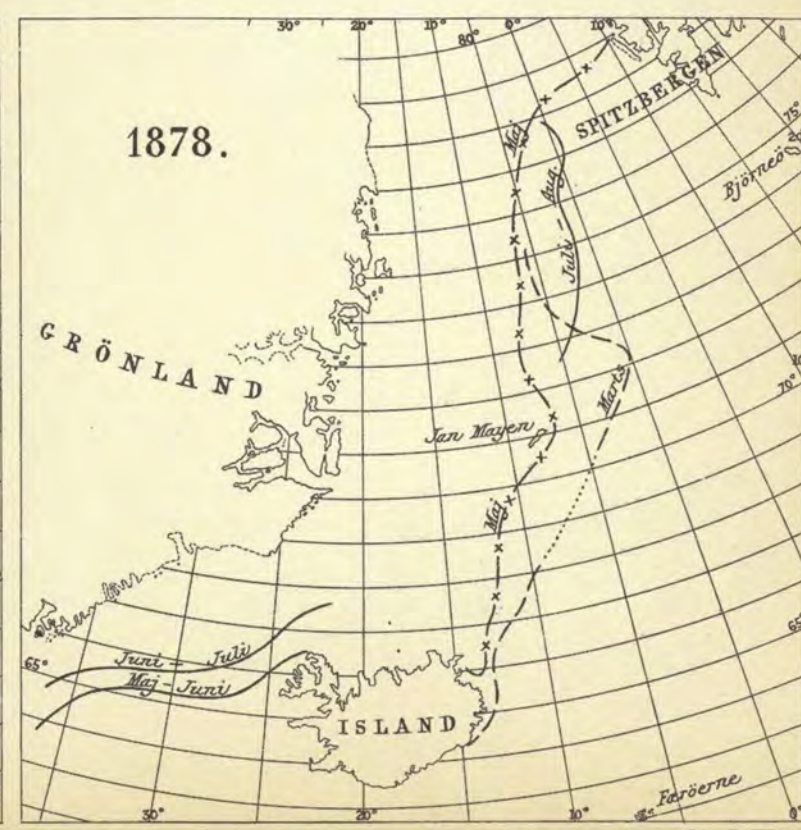 30° 20° 10° 0° 10°
80°
1878.
SPITZBERGEN
75°
Björneö
Maj
Juli - Aug.
GRÖNLAND
Marts
70°
Jan Mayen
Maj
65°
65°
Juni - Juli
Maj - Juni
ISLAND
Færöerne
30° 20° 10° 0